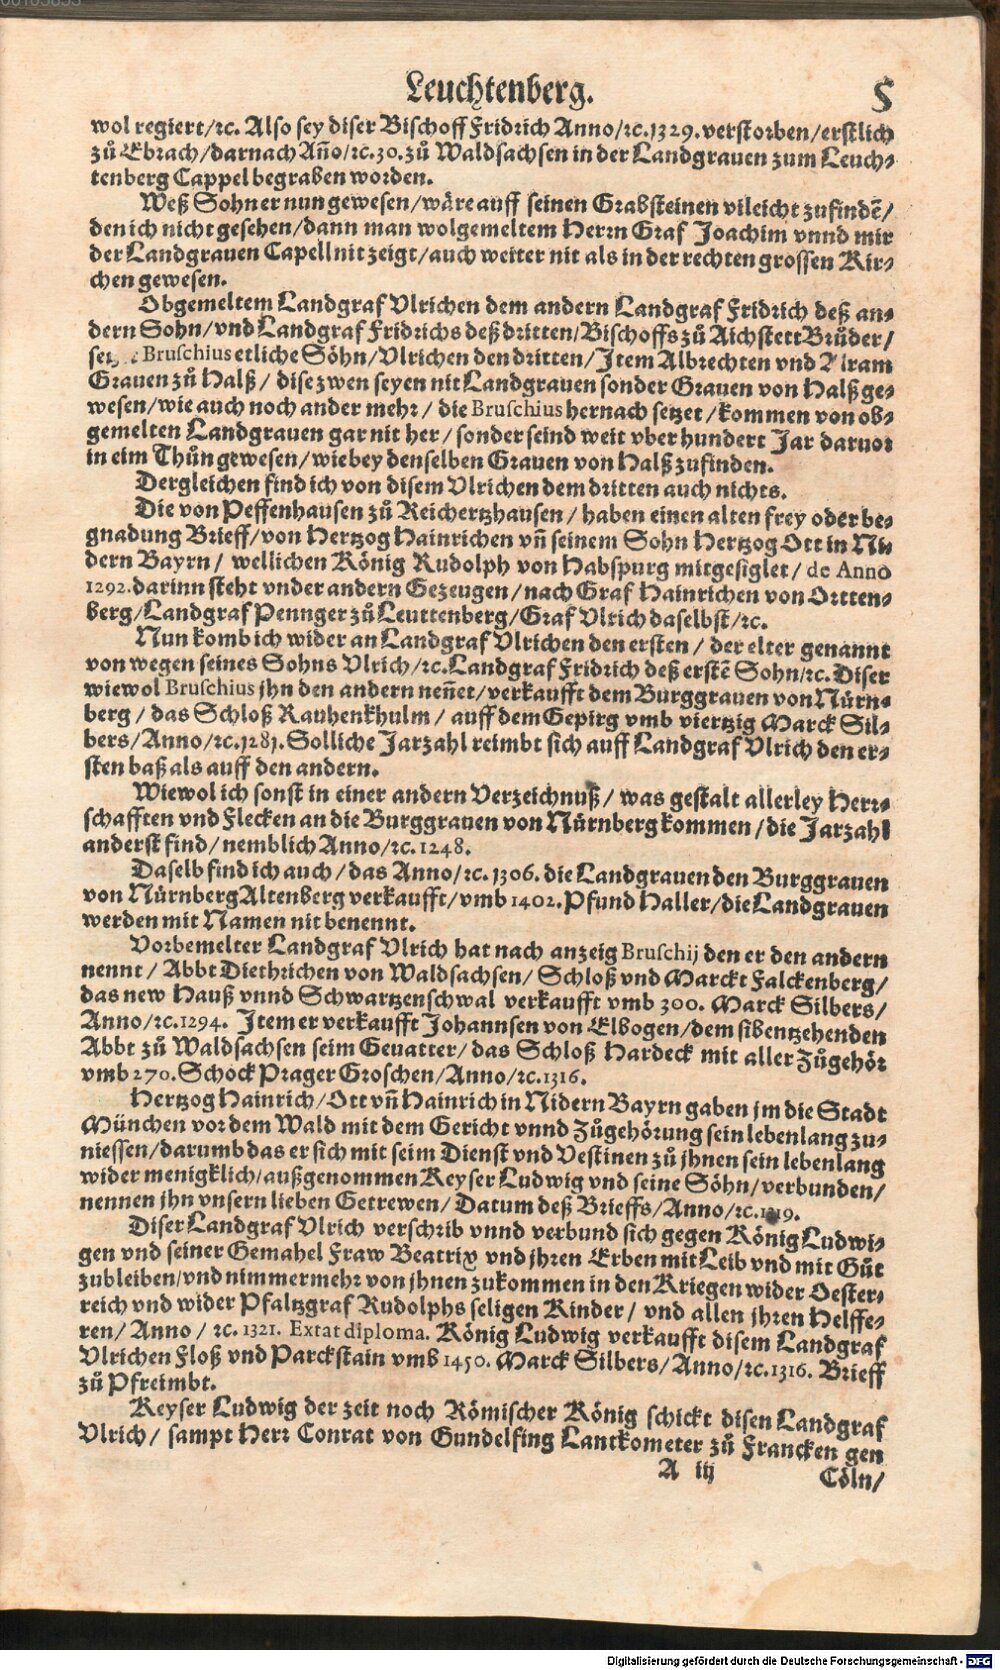 Leuchtenberg. 5
wol regiert/ꝛc. Also sey diser Bischoff Fridrich Anno/ꝛc. 1329. verstorben/erstlich
zů Ebrach/darnach Añо/ꝛc. 30. zů Waldsachsen in der Landgrauen zum Leuch⸗
tenberg Cappel begraben worden.
Weß Sohn er nun gewesen/wäre auff seinen Grabsteinen vileicht zufindẽ/
den ich nicht gesehen/dann man wolgemeltem Herrn Graf Joachim vnnd mir
der Landgrauen Capell nit zeigt/auch weiter nit als in der rechten grossen Kir⸗
chen gewesen.
Obgemeltem Landgraf Vlrichen dem andern Landgraf Fridrich deß an⸗
dern Sohn/vnd Landgraf Fridrichs deß dritten/Bischoffs zů Aichstett Brůder/
Bruschius etliche Söhn/Vlrichen den dritten/Item Albrechten vnd Alram
Grauen zů Halß/ dise zwen seyen nit Landgrauen sonder Grauen von Halß ge⸗
wesen/wie auch noch ander mehr/ die Bruschius hernach setzet/kommen von ob⸗
gemelten Landgrauen gar nit her/ sonder seind weit vber hundert Jar daruor
in eim Thůn gewesen/wie bey denselben Grauen von Halß zufinden.
Dergleichen find ich von disem Vlrichen dem dritten auch nichts.
Die von Peffenhausen zů Reichertzhausen/ haben einen alten frey oder be⸗
gnadung Brieff/von Hertzog Hainrichen vñ seinem Sohn Hertzog Ott in Ni⸗
dern Bayrn/ wellichen König Rudolph von Habspurg mitgesiglet/ de Anno
1292. darinn steht vnder andern Gezeugen/nach Graf Hainrichen von Ortten⸗
berg/Landgraf Pennger zů Leuttenberg/Graf Vlrich daselbst/ꝛc.
Nun komb ich wider an Landgraf Vlrichen den ersten/ der elter genannt
von wegen seines Sohns Vlrich/ꝛc. Landgraf Fridrich deß erstẽ Sohn/ꝛc. Diser
wiewol Bruschius jhn den andern neñet/verkaufft dem Burggrauen von Nürn⸗
berg/ das Schloß Rauhenkhulm/ auff dem Gepirg vmb viertzig Marck Sil⸗
bers/Anno/ꝛc. 1281. Solliche Jarzahl reimbt sich auff Landgraf Vlrich den er⸗
sten baß als auff den andern.
Wiewol ich sonst in einer andern Verzeichnuß/ was gestalt allerley Herr⸗
schafften vnd Flecken an die Burggrauen von Nürnberg kommen/die Jarzahl
anderst find/nemblich Anno/ꝛc. 1248.
Daselb find ich auch/das Anno/ꝛc. 1306. die Landgrauen den Burggrauen
von Nürnberg Altenberg verkaufft/vmb 1402. Pfund Haller/die Landgrauen
werden mit Namen nit benennt.
Vorbemelter Landgraf Vlrich hat nach anzeig Bruschij den er den andern
nennt/ Abbt Diethrichen von Waldsachsen/ Schloß vnd Marckt Falckenberg/
das new Hauß vnnd Schwartzenschwal verkaufft vmb 300. Marck Silbers/
Anno/ꝛc. 1294. Item er verkaufft Johannsen von Elbogen/dem sibentzehenden
Abbt zů Waldsachsen seim Geuatter/ das Schloß Hardeck mit aller Zůgehör
vmb 270. Schock Prager Groschen/Anno/ꝛc. 1316.
Hertzog Hainrich/Ott vñ Hainrich in Nidern Bayrn gaben jm die Stadt
München vor dem Wald mit dem Gericht vnnd Zůgehörung sein lebenlang zu⸗
niessen/darumb das er sich mit seim Dienst vnd Vestinen zů jhnen sein lebenlang
wider menigklich/außgenommen Keyser Ludwig vnd seine Söhn/verbunden/
nennen jhn vnsern lieben Getrewen/ Datum deß Brieffs/Anno/ꝛc. 1319.
Diser Landgraf Vlrich verschrib vnnd verbund sich gegen König Ludwi⸗
gen vnd seiner Gemahel Fraw Beatrix vnd jhren Erben mit Leib vnd mit Gůt
zubleiben/vnd nimmermehr von jhnen zukommen in den Kriegen wider Oester⸗
reich vnd wider Pfaltzgraf Rudolphs seligen Kinder/ vnd allen jhren Helffe⸗
ren/ Anno/ ꝛc. 1321. Extat diploma. König Ludwig verkaufft disem Landgraf
Vlrichen Floß vnd Parckstain vmb 1450. Marck Silbers/Anno/ꝛc. 1316. Brieff
zů Pfreimbt.
Keyser Ludwig der zeit noch Römischer König schickt disen Landgraf
Vlrich/ sampt Herr Conrat von Gundelfing Lantkometer zů Francken gen
A iij Cöln/
Digitalisierung gefördert durch die Deutsche Forschungsgemeinschaft - DFG